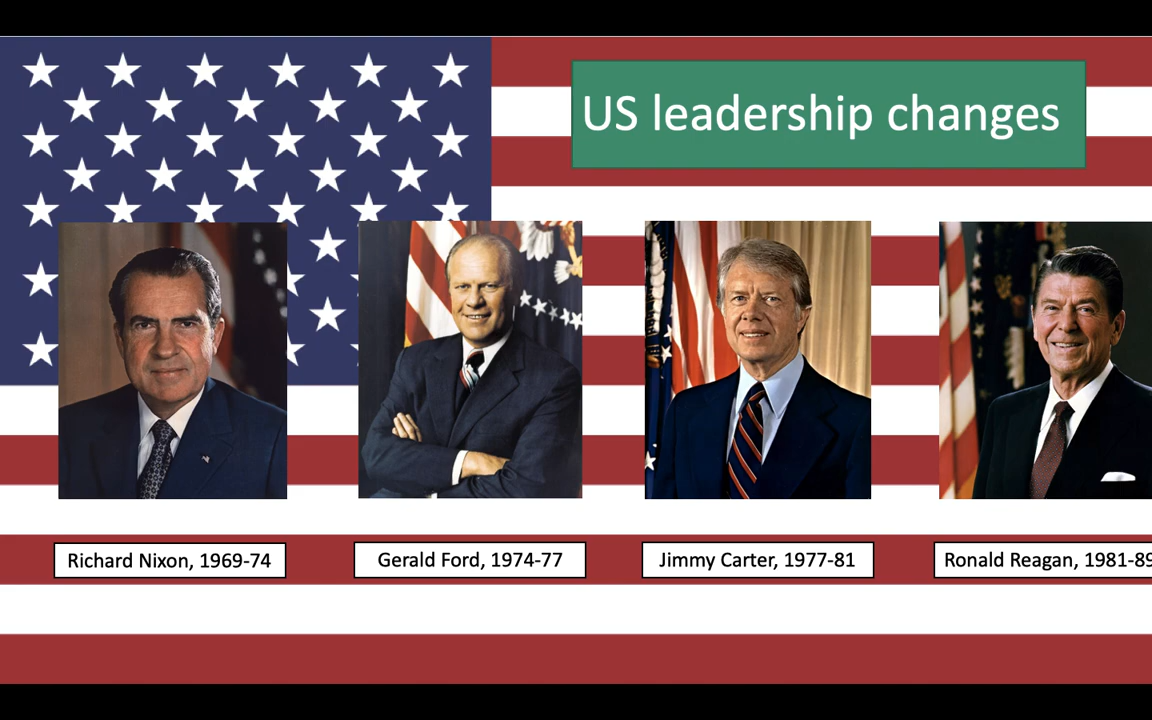 US leadership changes
Richard Nixon, 1969-74
Gerald Ford, 1974-77
Jimmy Carter, 1977-81
Ronald Reagan, 1981-89